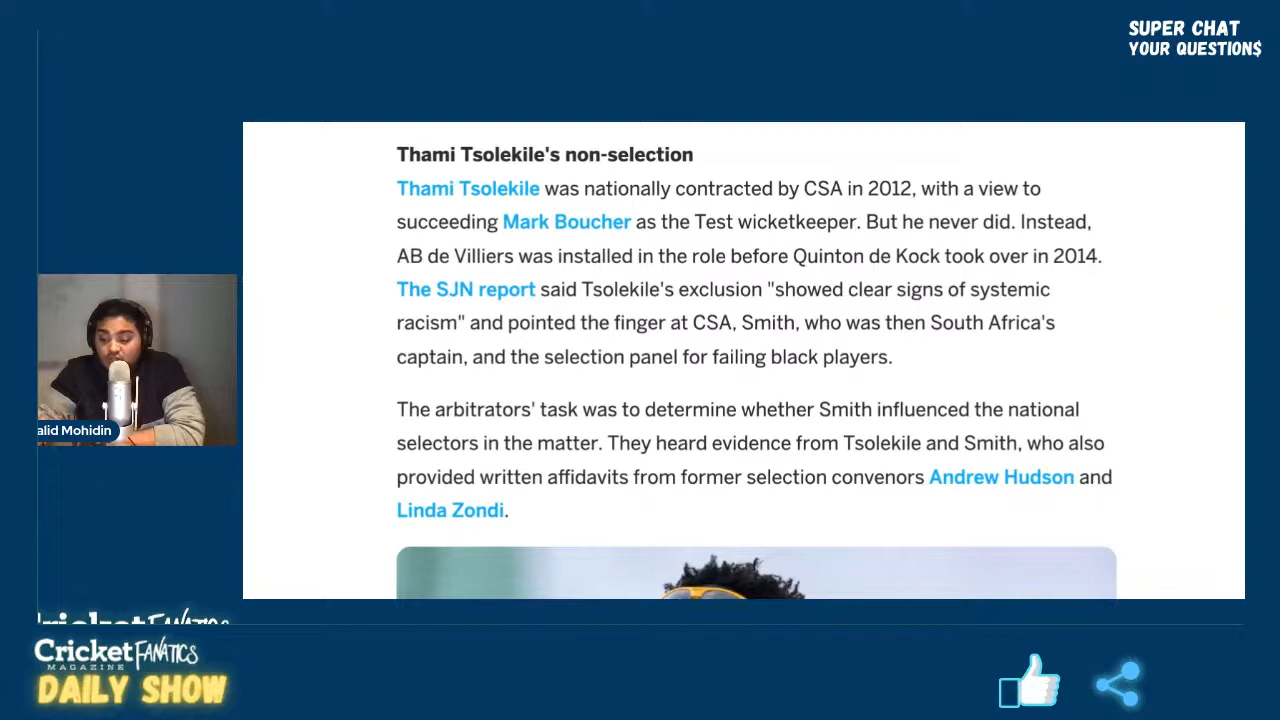 SUPER CHAT
YOUR QUESTION$
Thami Tsolekile's non-selection
Thami Tsolekile was nationally contracted by CSA in 2012, with a view to
succeeding Mark Boucher as the Test wicketkeeper. But he never did. Instead,
AB de Villiers was installed in the role before Quinton de Kock took over in 2014.
The SJN report said Tsolekile's exclusion "showed clear signs of systemic
racism" and pointed the finger at CSA, Smith, who was then South Africa's
captain, and the selection panel for failing black players.
The arbitrators' task was to determine whether Smith influenced the national
selectors in the matter. They heard evidence from Tsolekile and Smith, who also
provided written affidavits from former selection convenors Andrew Hudson and
Linda Zondi.
alid Mohidin
Cricket FANATICS
MAGAZINE
DAILY SHOW